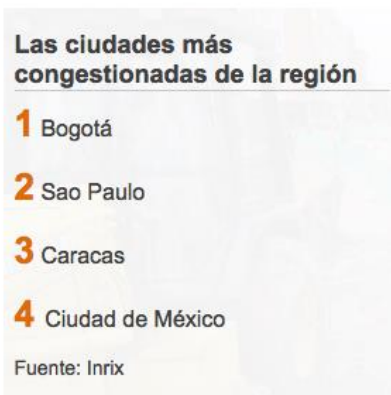 Las ciudades más
congestionadas de la región
1 Bogotá
2 Sao Paulo
3 Caracas
4 Ciudad de México
Fuente: Inrix